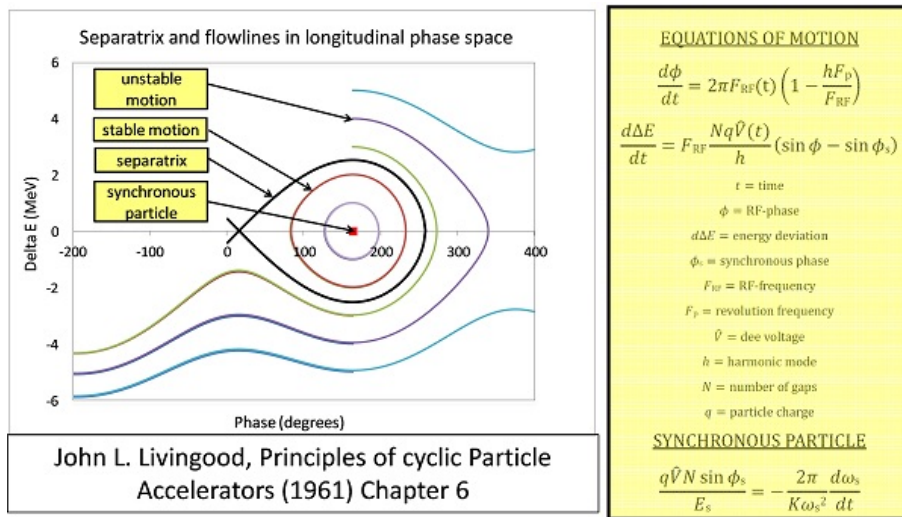 Separatrix and flowlines in longitudinal phase space
unstable
motion
stable motion
separatrix
synchronous
particle
Delta E (MeV)
6
4
2
0
-2
-4
-6
-200
-100
0
100
200
300
400
Phase (degrees)
John L. Livingood, Principles of cyclic Particle
Accelerators (1961) Chapter 6
EQUATIONS OF MOTION
dϕ/dt = 2πF_RF(t) (1 − hF_p/F_RF)
dΔE/dt = F_RF Nq V̂(t)/h (sin ϕ − sin ϕ_s)
t = time
ϕ = RF-phase
dΔE = energy deviation
ϕ_s = synchronous phase
F_RF = RF-frequency
F_p = revolution frequency
V̂ = dee voltage
h = harmonic mode
N = number of gaps
q = particle charge
SYNCHRONOUS PARTICLE
qV̂N sin ϕ_s/E_s = − 2π/Kω_s² dω_s/dt